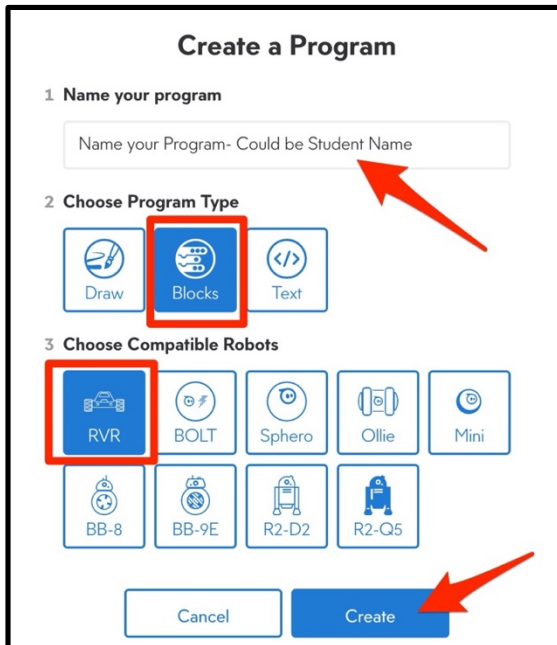 Create a Program
1 Name your program
Name your Program- Could be Student Name
2 Choose Program Type
Draw Blocks Text
3 Choose Compatible Robots
RVR BOLT Sphero Ollie Mini
BB-8 BB-9E R2-D2 R2-Q5
Cancel Create